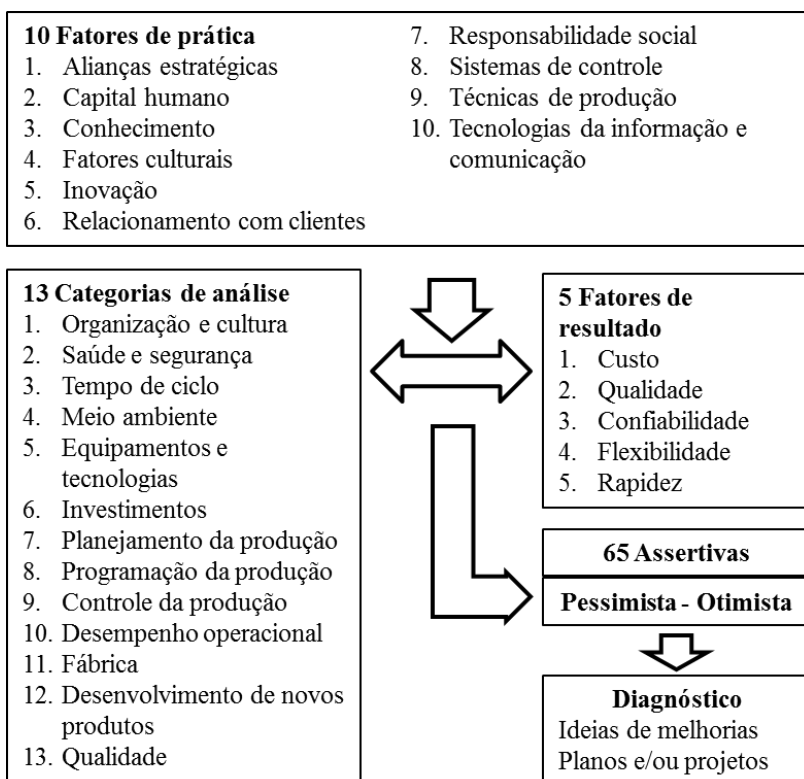 10 Fatores de prática
1. Alianças estratégicas
2. Capital humano
3. Conhecimento
4. Fatores culturais
5. Inovação
6. Relacionamento com clientes
7. Responsabilidade social
8. Sistemas de controle
9. Técnicas de produção
10. Tecnologias da informação e
comunicação
13 Categorias de análise
1. Organização e cultura
2. Saúde e segurança
3. Tempo de ciclo
4. Meio ambiente
5. Equipamentos e
tecnologias
6. Investimentos
7. Planejamento da produção
8. Programação da produção
9. Controle da produção
10. Desempenho operacional
11. Fábrica
12. Desenvolvimento de novos
produtos
13. Qualidade
5 Fatores de
resultado
1. Custo
2. Qualidade
3. Confiabilidade
4. Flexibilidade
5. Rapidez
65 Assertivas
Pessimista - Otimista
Diagnóstico
Ideias de melhorias
Planos e/ou projetos